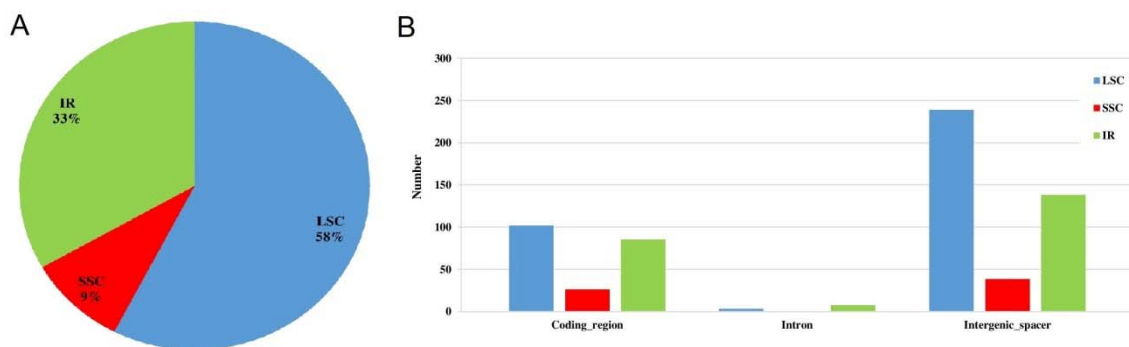 A
IR
33%
LSC
58%
SSC
9%
B
300
250
200
150
100
50
0
Number
Coding_region
Intron
Intergenic_spacer
LSC
SSC
IR